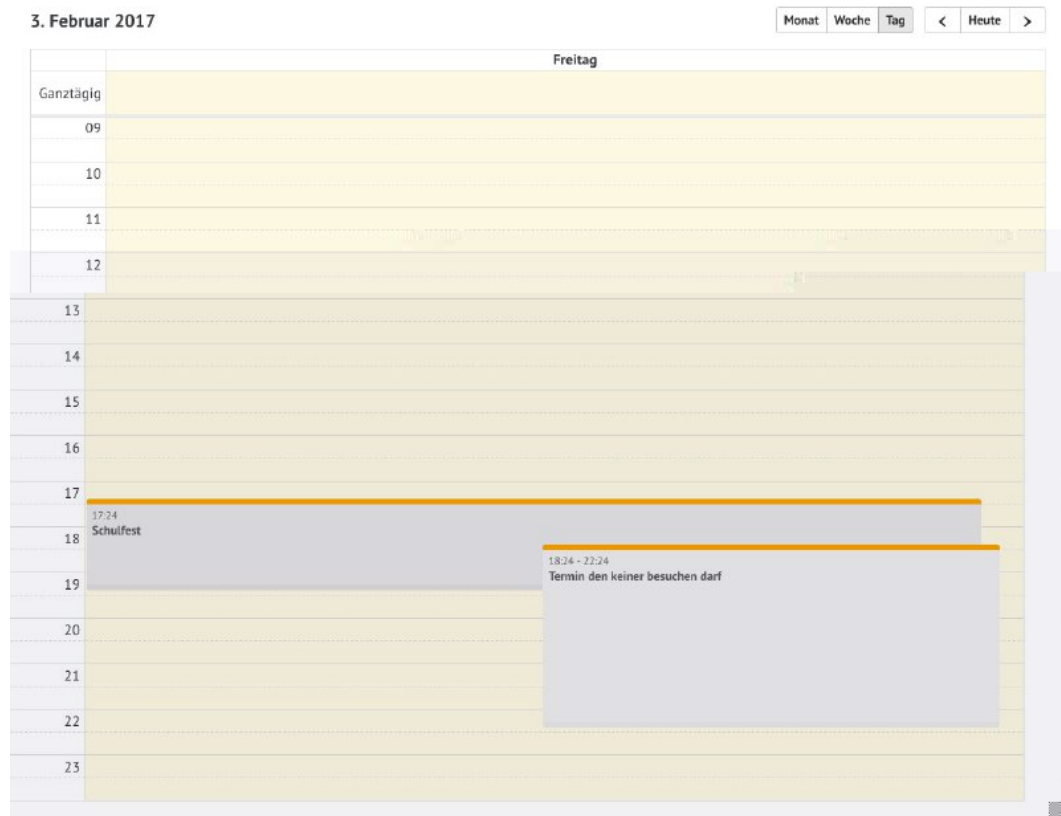 3. Februar 2017
Monat Woche Tag < Heute >
Freitag
Ganztägig
09
10
11
12
13
14
15
16
17
17:24
Schulfest
18
18:24 - 22:24
Termin den keiner besuchen darf
19
20
21
22
23